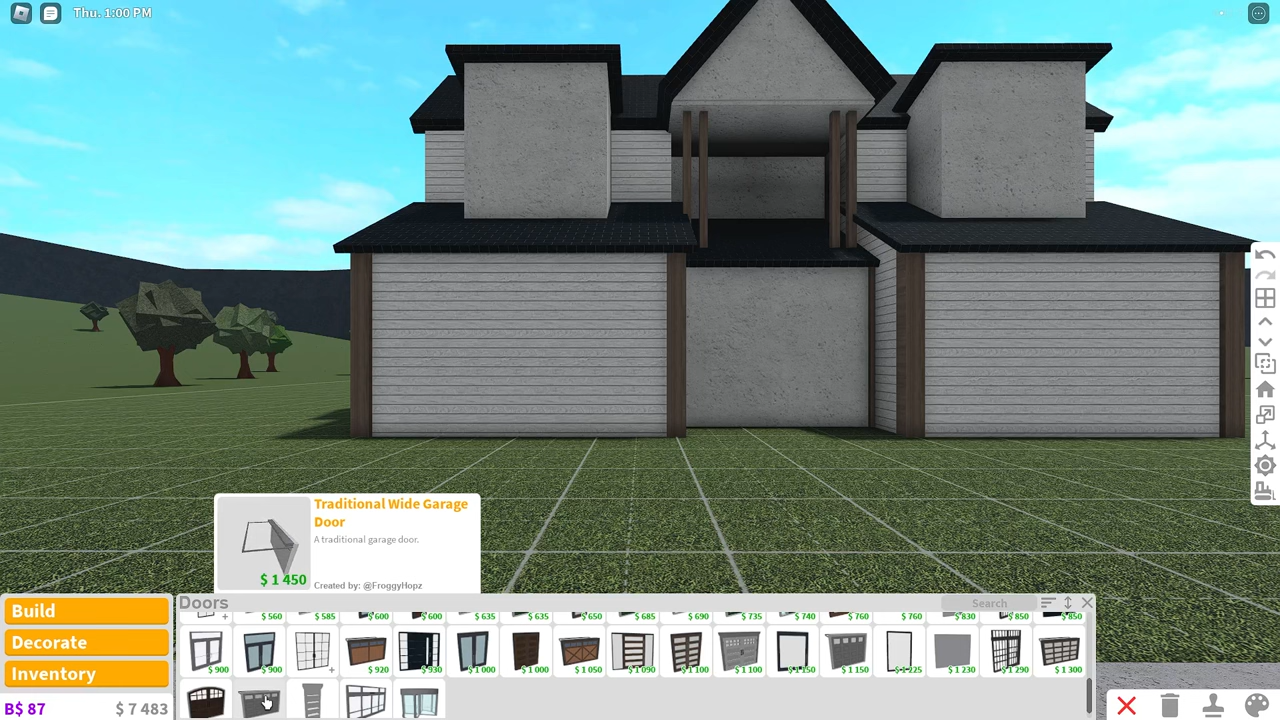 Thu. 1:00 PM
Traditional Wide Garage
Door
A traditional garage door.
$ 1 450
Created by: @FroggyHopz
Build
Decorate
Inventory
B$ 87
$ 7 483
Doors
Search
$ 560 $ 585 $ 600 $ 600 $ 635 $ 635 $ 650 $ 685 $ 690 $ 735 $ 740 $ 760 $ 760 $ 830 $ 850 $ 850
$ 900 $ 900 $ 920 $ 930 $ 1 000 $ 1 000 $ 1 050 $ 1 090 $ 1 100 $ 1 100 $ 1 150 $ 1 150 $ 1 225 $ 1 230 $ 1 290 $ 1 300